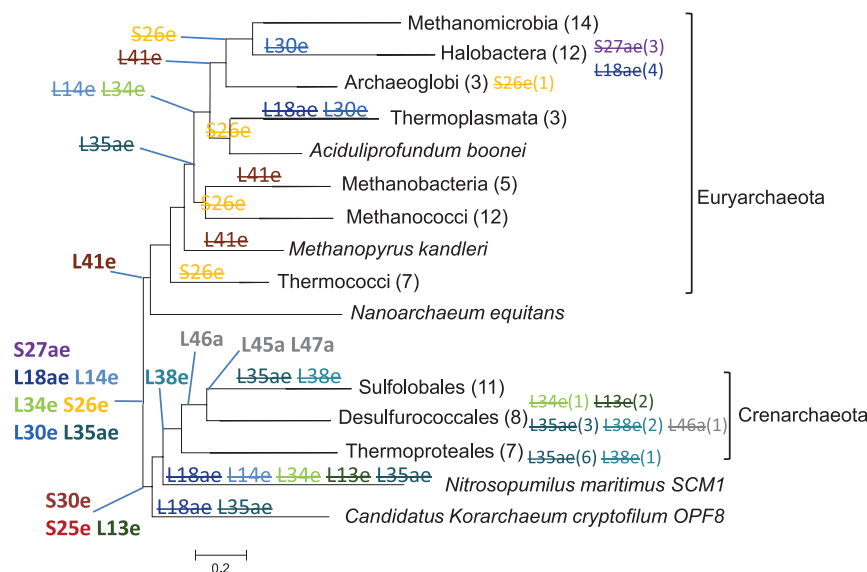 Methanomicrobia (14)
S26e
L30e
Halobactera (12)
S27ae(3)
L41e
L18ae(4)
L14e L34e
Archaeoglobi (3)
S26e(1)
L18ae L30e
Thermoplasmata (3)
S26e
L35ae
Aciduliprofundum boonei
L41e
Methanobacteria (5)
Euryarchaeota
S26e
Methanococci (12)
L41e
Methanopyrus kandleri
L41e
S26e
Thermococci (7)
Nanoarchaeum equitans
L46a
L45a L47a
S27ae
L18ae L14e
L38e
L35ae L38e
Sulfolobales (11)
L34e(1) L13e(2)
L34e S26e
Desulfurococcales (8)
L35ae(3) L38e(2) L46a(1)
Crenarchaeota
L30e L35ae
Thermoproteales (7)
L35ae(6) L38e(1)
L18ae L14e L34e L13e L35ae
Nitrosopumilus maritimus SCM1
S30e
L18ae L35ae
Candidatus Korarchaeum cryptofilum OPF8
S25e L13e
0.2